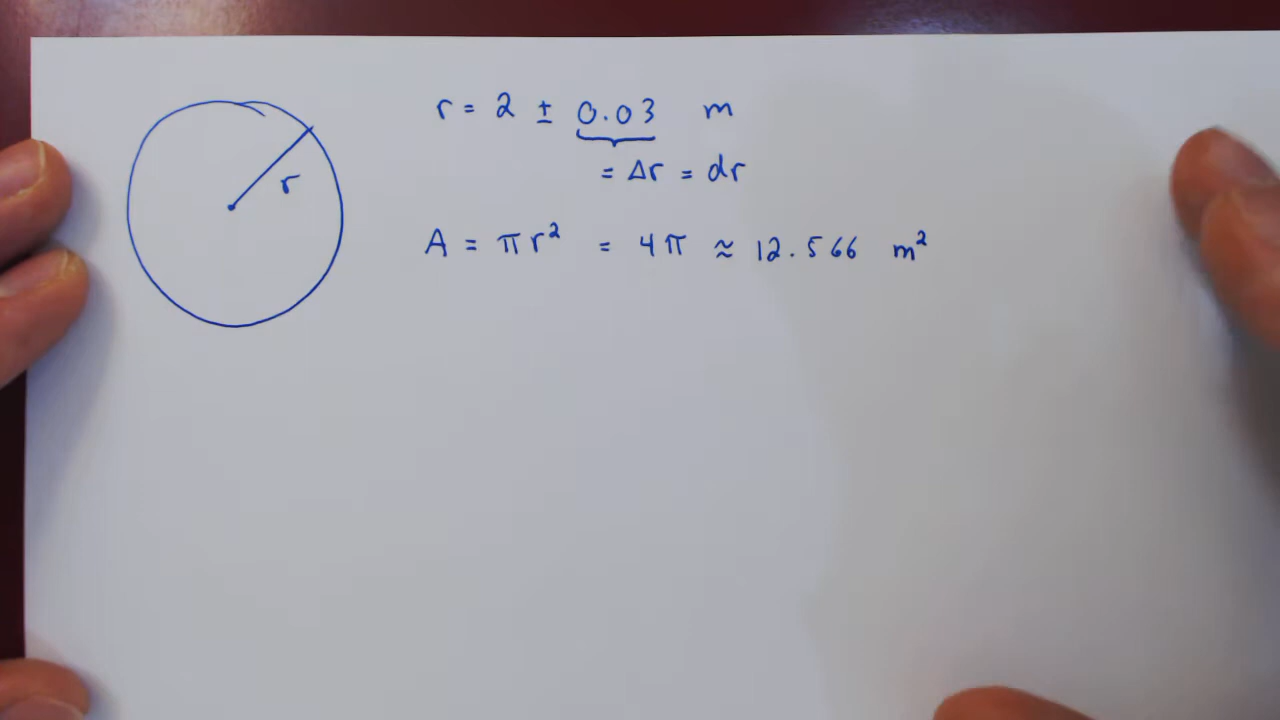 r = 2 ± 0.03 m
= Δr = dr
r
A = πr² = 4π ≈ 12.566 m²